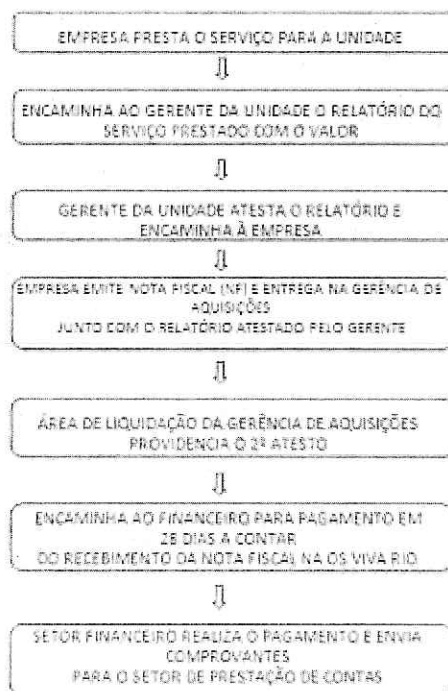 EMPRESA PRESTA O SERVIÇO PARA A UNIDADE
ENCAMINHA AO GERENTE DA UNIDADE O RELATÓRIO DO
SERVIÇO PRESTADO COM O VALOR
GERENTE DA UNIDADE ATESTA O RELATÓRIO E
ENCAMINHA À EMPRESA
EMPRESA EMITE NOTA FISCAL (NF) E ENTREGA NA GERÊNCIA DE
AQUISIÇÕES
JUNTO COM O RELATÓRIO ATESTADO PELO GERENTE
ÁREA DE LIQUIDAÇÃO DA GERÊNCIA DE AQUISIÇÕES
PROVIDENCIA O 2º ATESTO
ENCAMINHA AO FINANCEIRO PARA PAGAMENTO EM
28 DIAS A CONTAR
DO RECEBIMENTO DA NOTA FISCAL NA OS VIVA RIO
SETOR FINANCEIRO REALIZA O PAGAMENTO E ENVIA
COMPROVANTES
PARA O SETOR DE PRESTAÇÃO DE CONTAS